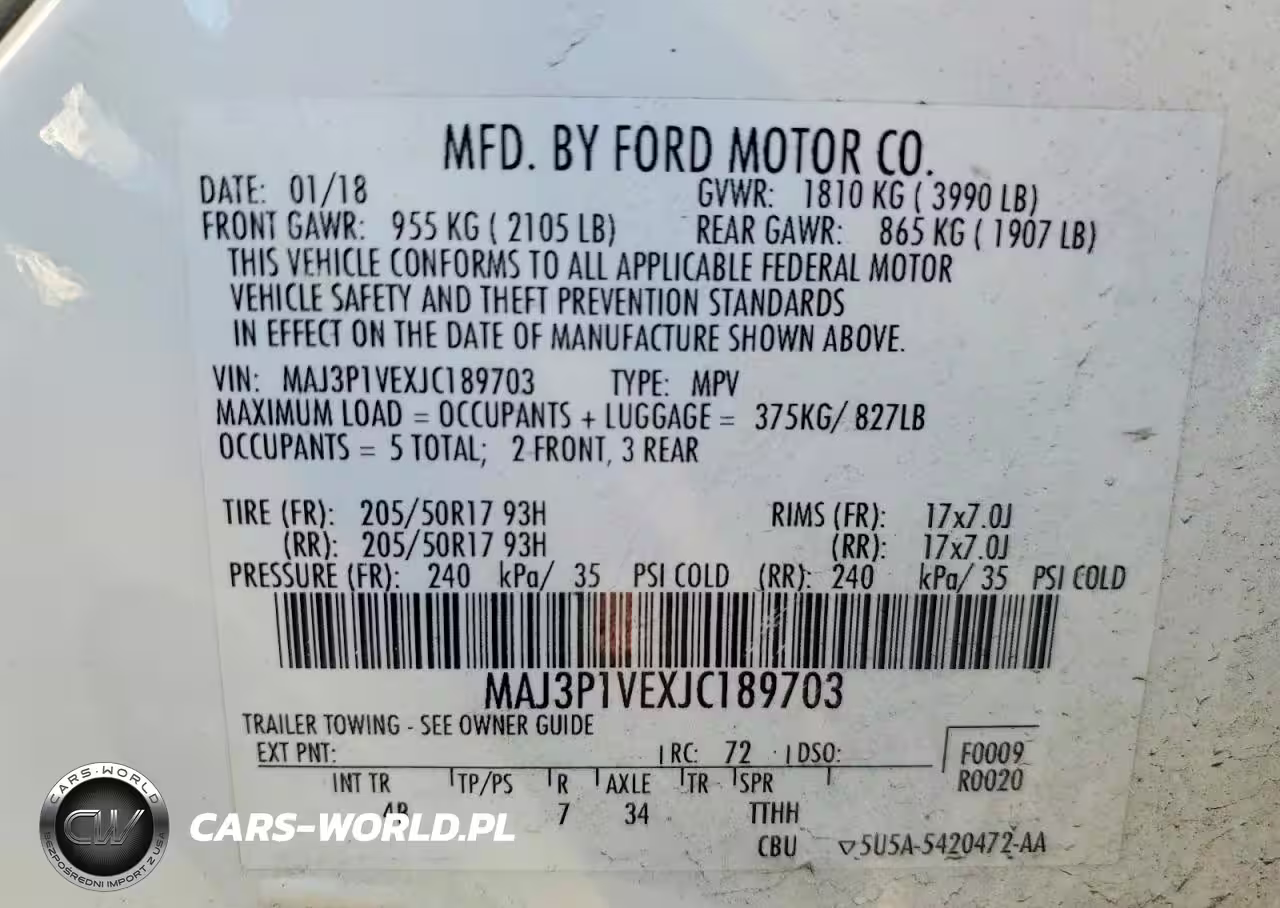 MFD. BY FORD MOTOR CO.
DATE: 01/18 GVWR: 1810 KG ( 3990 LB)
FRONT GAWR: 955 KG ( 2105 LB) REAR GAWR: 865 KG ( 1907 LB)
THIS VEHICLE CONFORMS TO ALL APPLICABLE FEDERAL MOTOR
VEHICLE SAFETY AND THEFT PREVENTION STANDARDS
IN EFFECT ON THE DATE OF MANUFACTURE SHOWN ABOVE.
VIN: MAJ3P1VEXJC189703 TYPE: MPV
MAXIMUM LOAD = OCCUPANTS + LUGGAGE = 375KG/ 827LB
OCCUPANTS = 5 TOTAL; 2 FRONT, 3 REAR
TIRE (FR): 205/50R17 93H RIMS (FR): 17x7.0J
(RR): 205/50R17 93H (RR): 17x7.0J
PRESSURE (FR): 240 kPa/ 35 PSI COLD (RR): 240 kPa/ 35 PSI COLD
MAJ3P1VEXJC189703
TRAILER TOWING - SEE OWNER GUIDE
EXT PNT: RC: 72 DSO: F0009
INT TR TP/PS R AXLE TR SPR R0020
7 34 TTHH
CBU ▽5U5A-5420472-AA
CARS-WORLD
CW
BEZPOŚREDNI IMPORT Z USA
CARS-WORLD.PL